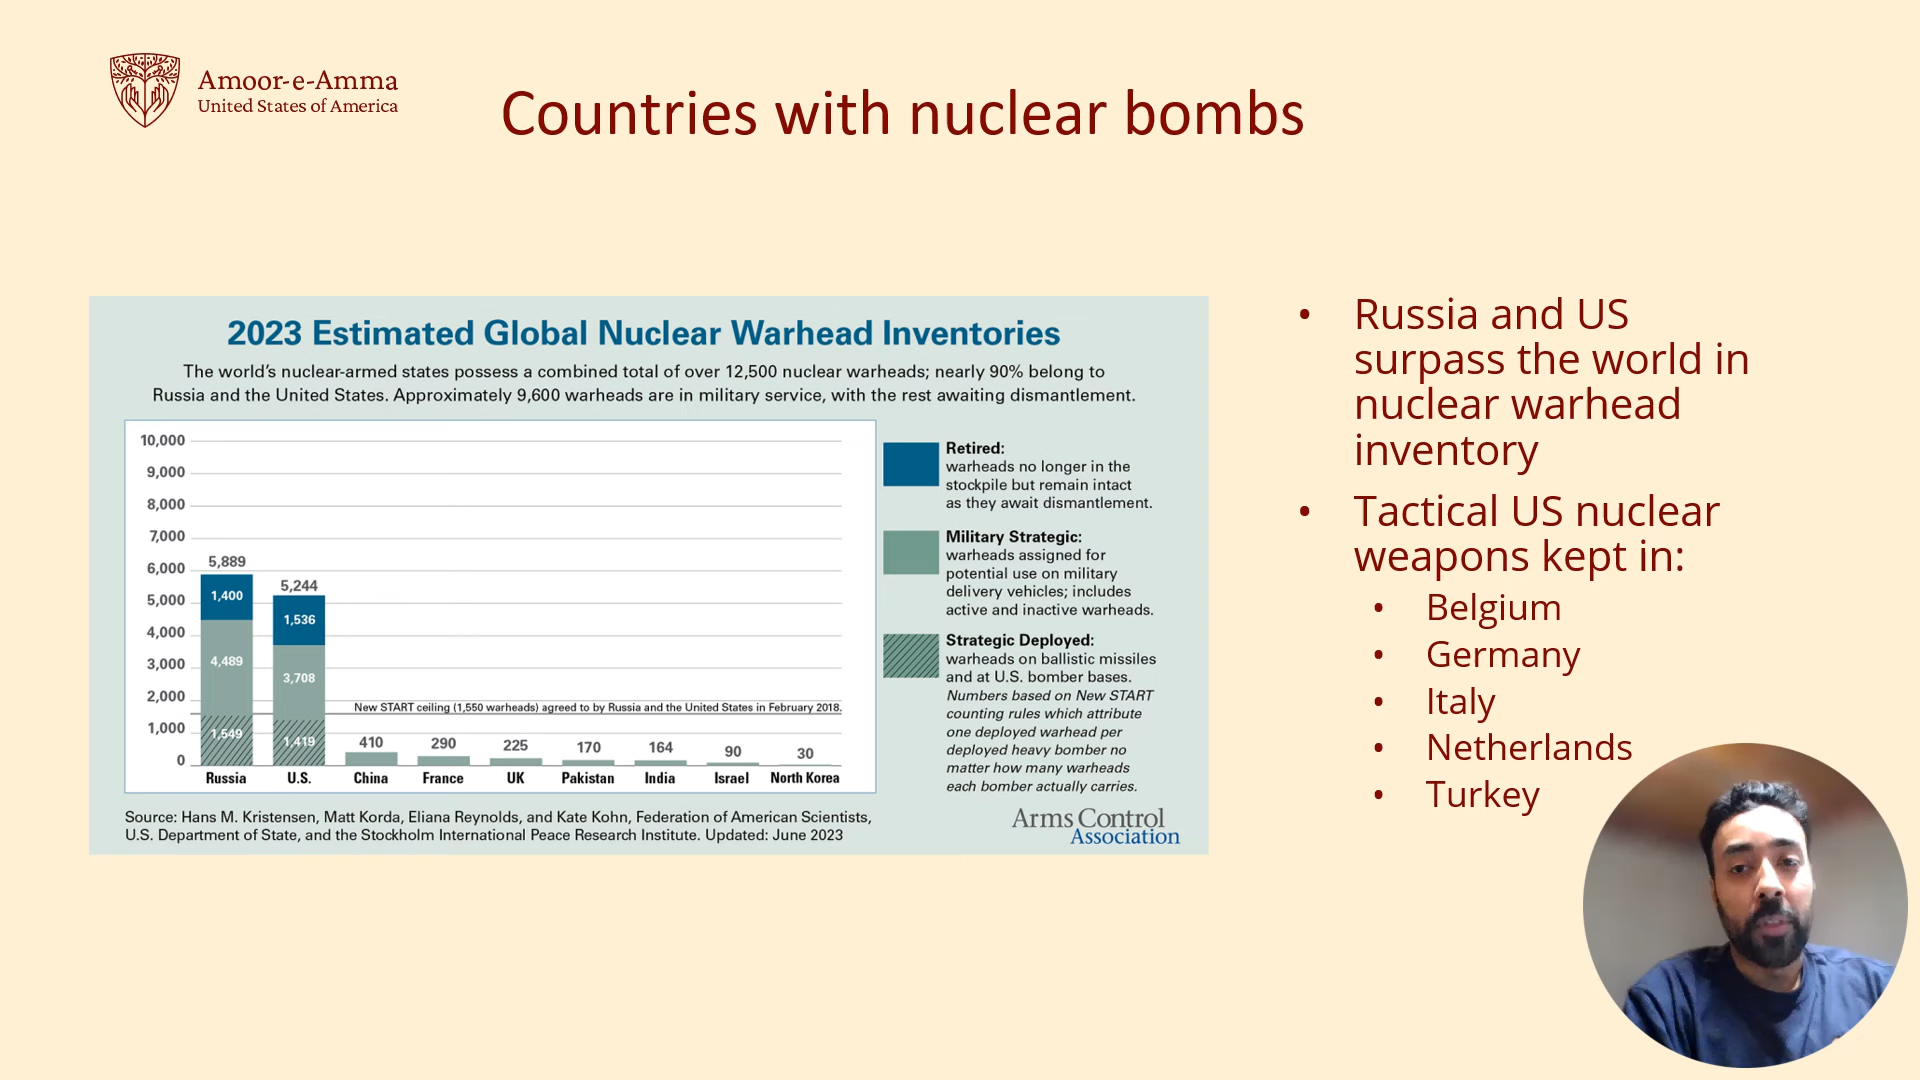 Amoor-e-Amma
United States of America
Countries with nuclear bombs
2023 Estimated Global Nuclear Warhead Inventories
The world's nuclear-armed states possess a combined total of over 12,500 nuclear warheads; nearly 90% belong to
Russia and the United States. Approximately 9,600 warheads are in military service, with the rest awaiting dismantlement.
10,000
9,000
8,000
7,000
6,000
5,000
4,000
3,000
2,000
1,000
0
5,889
1,400
4,489
1,549
5,244
1,536
3,708
1,419
New START ceiling (1,550 warheads) agreed to by Russia and the United States in February 2018.
410
290
225
170
164
90
30
Russia
U.S.
China
France
UK
Pakistan
India
Israel
North Korea
Retired:
warheads no longer in the
stockpile but remain intact
as they await dismantlement.
Military Strategic:
warheads assigned for
potential use on military
delivery vehicles; includes
active and inactive warheads.
Strategic Deployed:
warheads on ballistic missiles
and at U.S. bomber bases.
Numbers based on New START
counting rules which attribute
one deployed warhead per
deployed heavy bomber no
matter how many warheads
each bomber actually carries.
Source: Hans M. Kristensen, Matt Korda, Eliana Reynolds, and Kate Kohn, Federation of American Scientists,
U.S. Department of State, and the Stockholm International Peace Research Institute. Updated: June 2023
Arms Control
Association
• Russia and US
surpass the world in
nuclear warhead
inventory
• Tactical US nuclear
weapons kept in:
• Belgium
• Germany
• Italy
• Netherlands
• Turkey